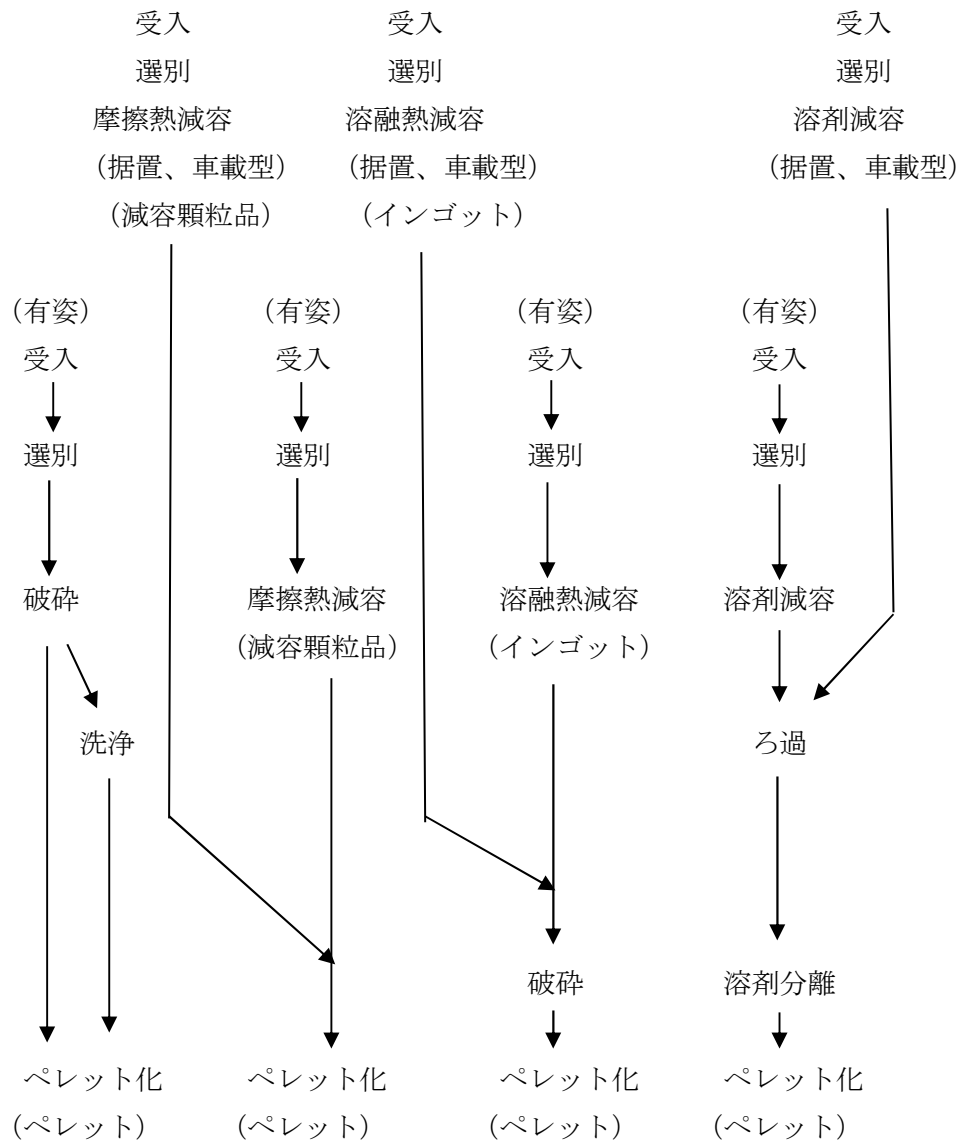 受入 受入 受入
選別 選別 選別
摩擦熱減容 溶融熱減容 溶剤減容
(据置、車載型) (据置、車載型) (据置、車載型)
(減容顆粒品) (インゴット)
(有姿) (有姿) (有姿) (有姿)
受入 受入 受入 受入
選別 選別 選別 選別
破砕 摩擦熱減容 溶融熱減容 溶剤減容
(減容顆粒品) (インゴット)
洗浄 ろ過
破砕 溶剤分離
ペレット化 ペレット化 ペレット化 ペレット化
(ペレット) (ペレット) (ペレット) (ペレット)